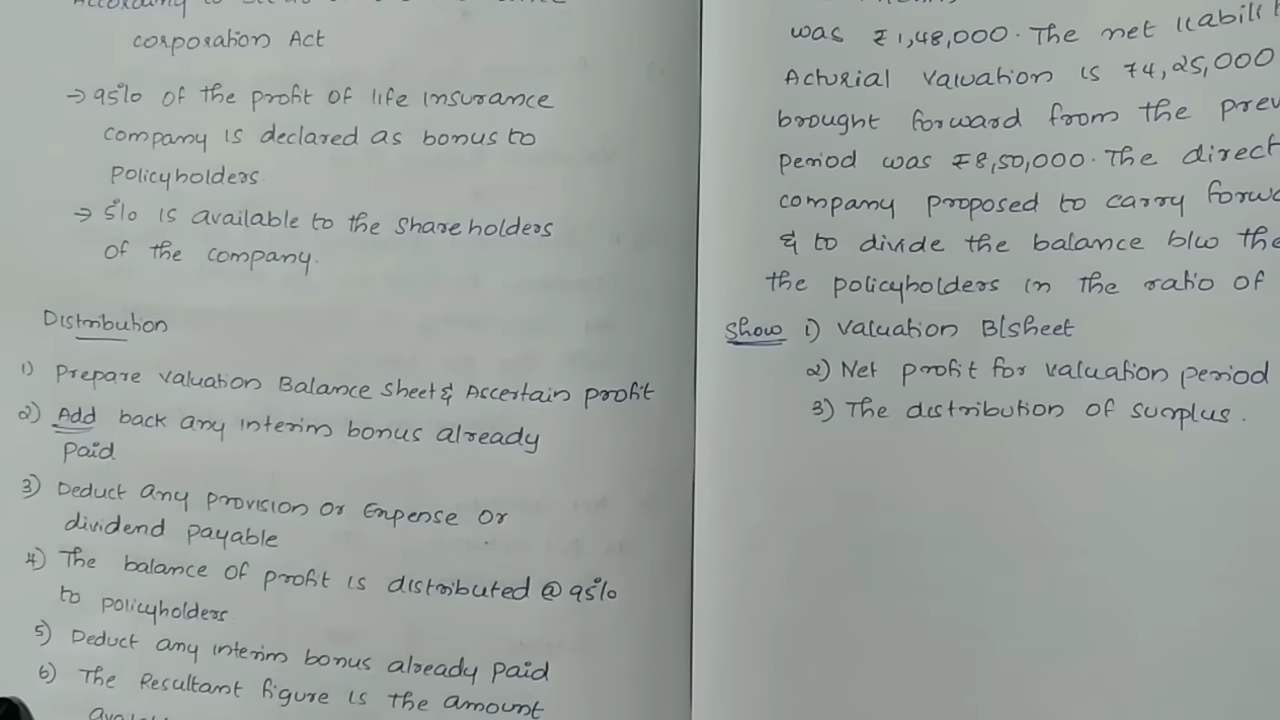 corporation Act
→ 95% of the profit of life insurance
company is declared as bonus to
policyholders.
→ 5% is available to the shareholders
of the company.
Distribution
1) Prepare valuation Balance sheet & Accertain profit
2) Add back any interim bonus already
paid
3) Deduct any provision or Expense or
dividend payable
4) The balance of profit is distributed @ 95%
to policyholders
5) Deduct any interim bonus already paid
6) The Resultant figure is the amount
was ₹1,48,000. The net
Acturial valuation is ₹4,25,000
brought forward from the
period was ₹8,50,000. The
company proposed to carry
& to divide the balance b/w the
the policyholders in the ratio of
Show 1) Valuation B/sheet
2) Net profit for valuation period
3) The distribution of surplus.